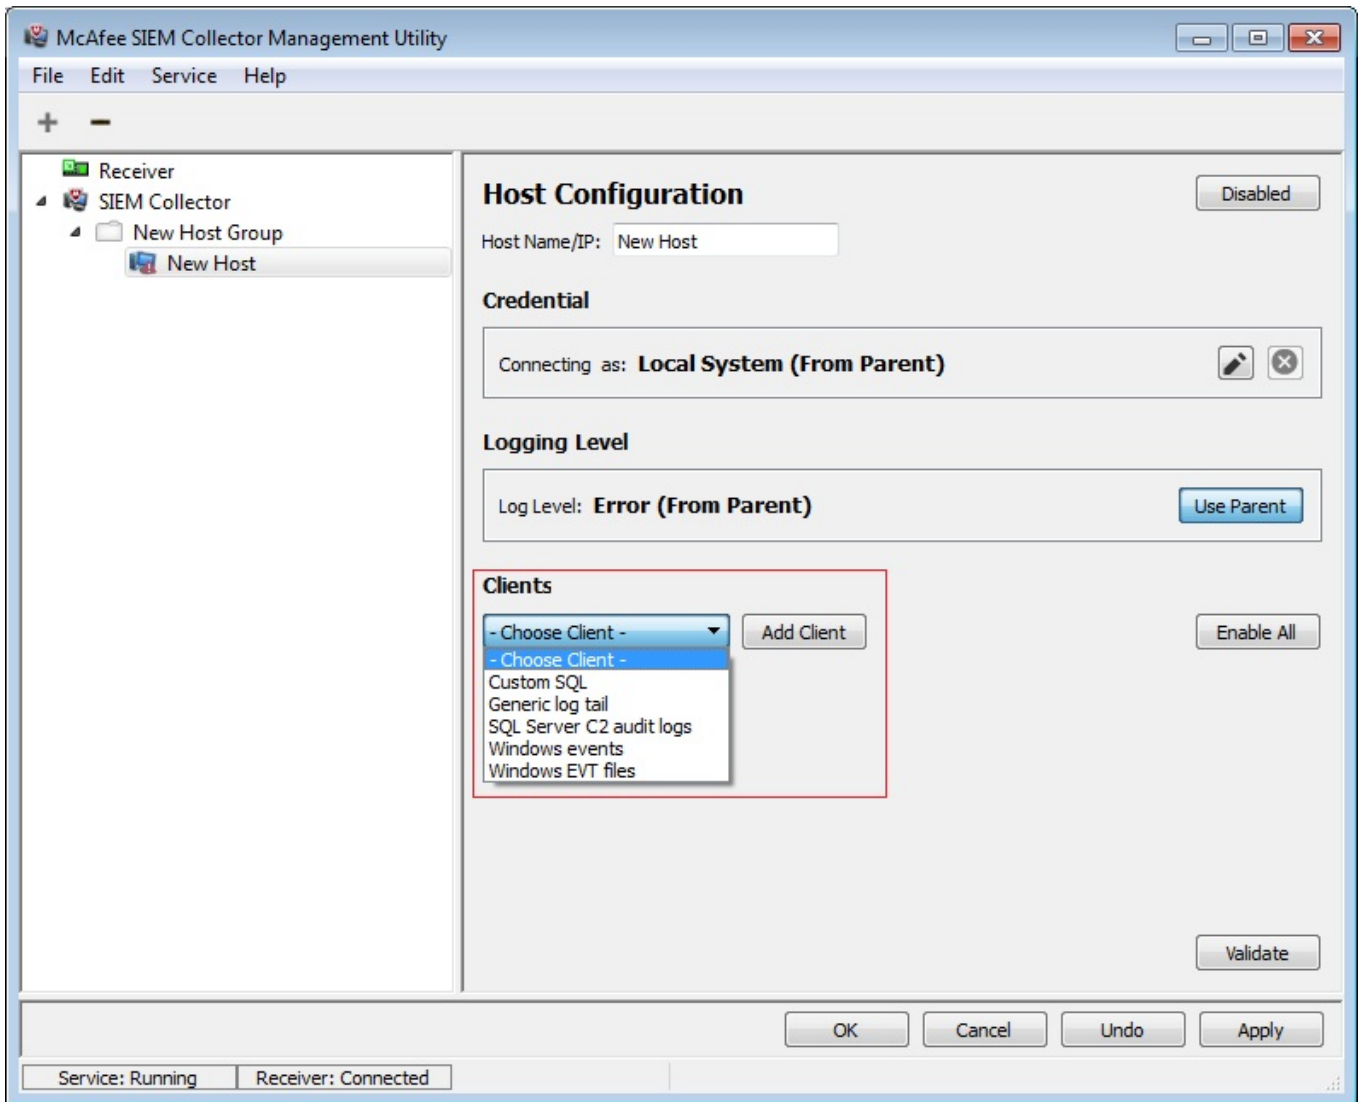 McAfee SIEM Collector Management Utility
File Edit Service Help
Receiver
SIEM Collector
New Host Group
New Host
Host Configuration
Disabled
Host Name/IP: New Host
Credential
Connecting as: Local System (From Parent)
Logging Level
Log Level: Error (From Parent)
Use Parent
Clients
- Choose Client -
Add Client
Enable All
- Choose Client -
Custom SQL
Generic log tail
SQL Server C2 audit logs
Windows events
Windows EVT files
Validate
OK Cancel Undo Apply
Service: Running Receiver: Connected